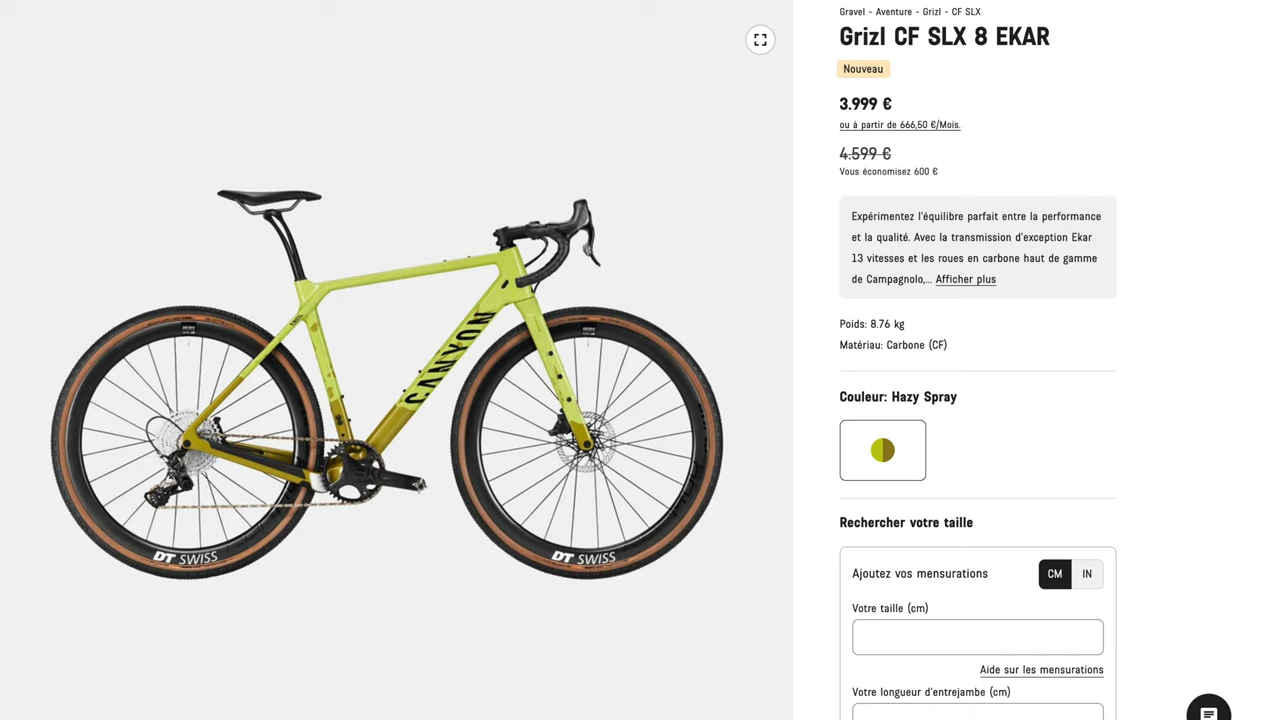 Gravel - Aventure - Grizl - CF SLX
Grizl CF SLX 8 EKAR
Nouveau
3.999 €
ou à partir de 666,50 €/Mois.
4.599 €
Vous économisez 600 €
Expérimentez l'équilibre parfait entre la performance
et la qualité. Avec la transmission d'exception Ekar
13 vitesses et les roues en carbone haut de gamme
de Campagnolo,... Afficher plus
Poids: 8.76 kg
Matériau: Carbone (CF)
Couleur: Hazy Spray
Rechercher votre taille
Ajoutez vos mensurations
CM IN
Votre taille (cm)
Aide sur les mensurations
Votre longueur d'entrejambe (cm)
CANYON
DT SWISS
DT SWISS